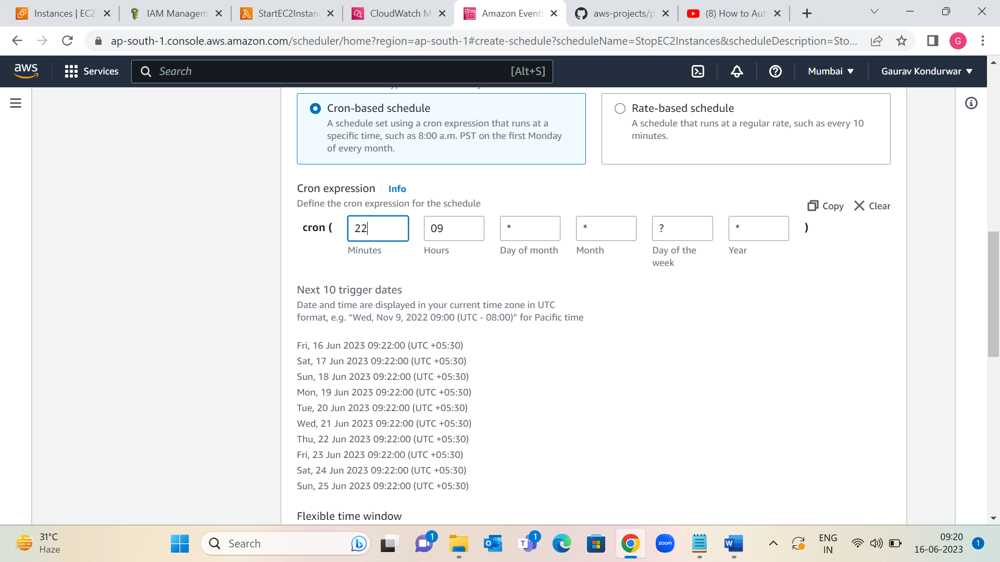 Instances | EC2
IAM Managem
StartEC2Instan
CloudWatch M
Amazon Event
aws-projects/p
(8) How to Aut
ap-south-1.console.aws.amazon.com/scheduler/home?region=ap-south-1#create-schedule?scheduleName=StopEC2Instances&scheduleDescription=Sto...
G
aws
Services
Search
[Alt+S]
Mumbai
Gaurav Kondurwar
Cron-based schedule
A schedule set using a cron expression that runs at a
specific time, such as 8:00 a.m. PST on the first Monday
of every month.
Rate-based schedule
A schedule that runs at a regular rate, such as every 10
minutes.
Cron expression Info
Define the cron expression for the schedule
Copy Clear
cron ( 22 09 * * ? * )
Minutes Hours Day of month Month Day of the Year
week
Next 10 trigger dates
Date and time are displayed in your current time zone in UTC
format, e.g. “Wed, Nov 9, 2022 09:00 (UTC - 08:00)” for Pacific time
Fri, 16 Jun 2023 09:22:00 (UTC +05:30)
Sat, 17 Jun 2023 09:22:00 (UTC +05:30)
Sun, 18 Jun 2023 09:22:00 (UTC +05:30)
Mon, 19 Jun 2023 09:22:00 (UTC +05:30)
Tue, 20 Jun 2023 09:22:00 (UTC +05:30)
Wed, 21 Jun 2023 09:22:00 (UTC +05:30)
Thu, 22 Jun 2023 09:22:00 (UTC +05:30)
Fri, 23 Jun 2023 09:22:00 (UTC +05:30)
Sat, 24 Jun 2023 09:22:00 (UTC +05:30)
Sun, 25 Jun 2023 09:22:00 (UTC +05:30)
Flexible time window
31°C
Haze
Search
1
1
zoom
ENG
IN
09:20
16-06-2023
1